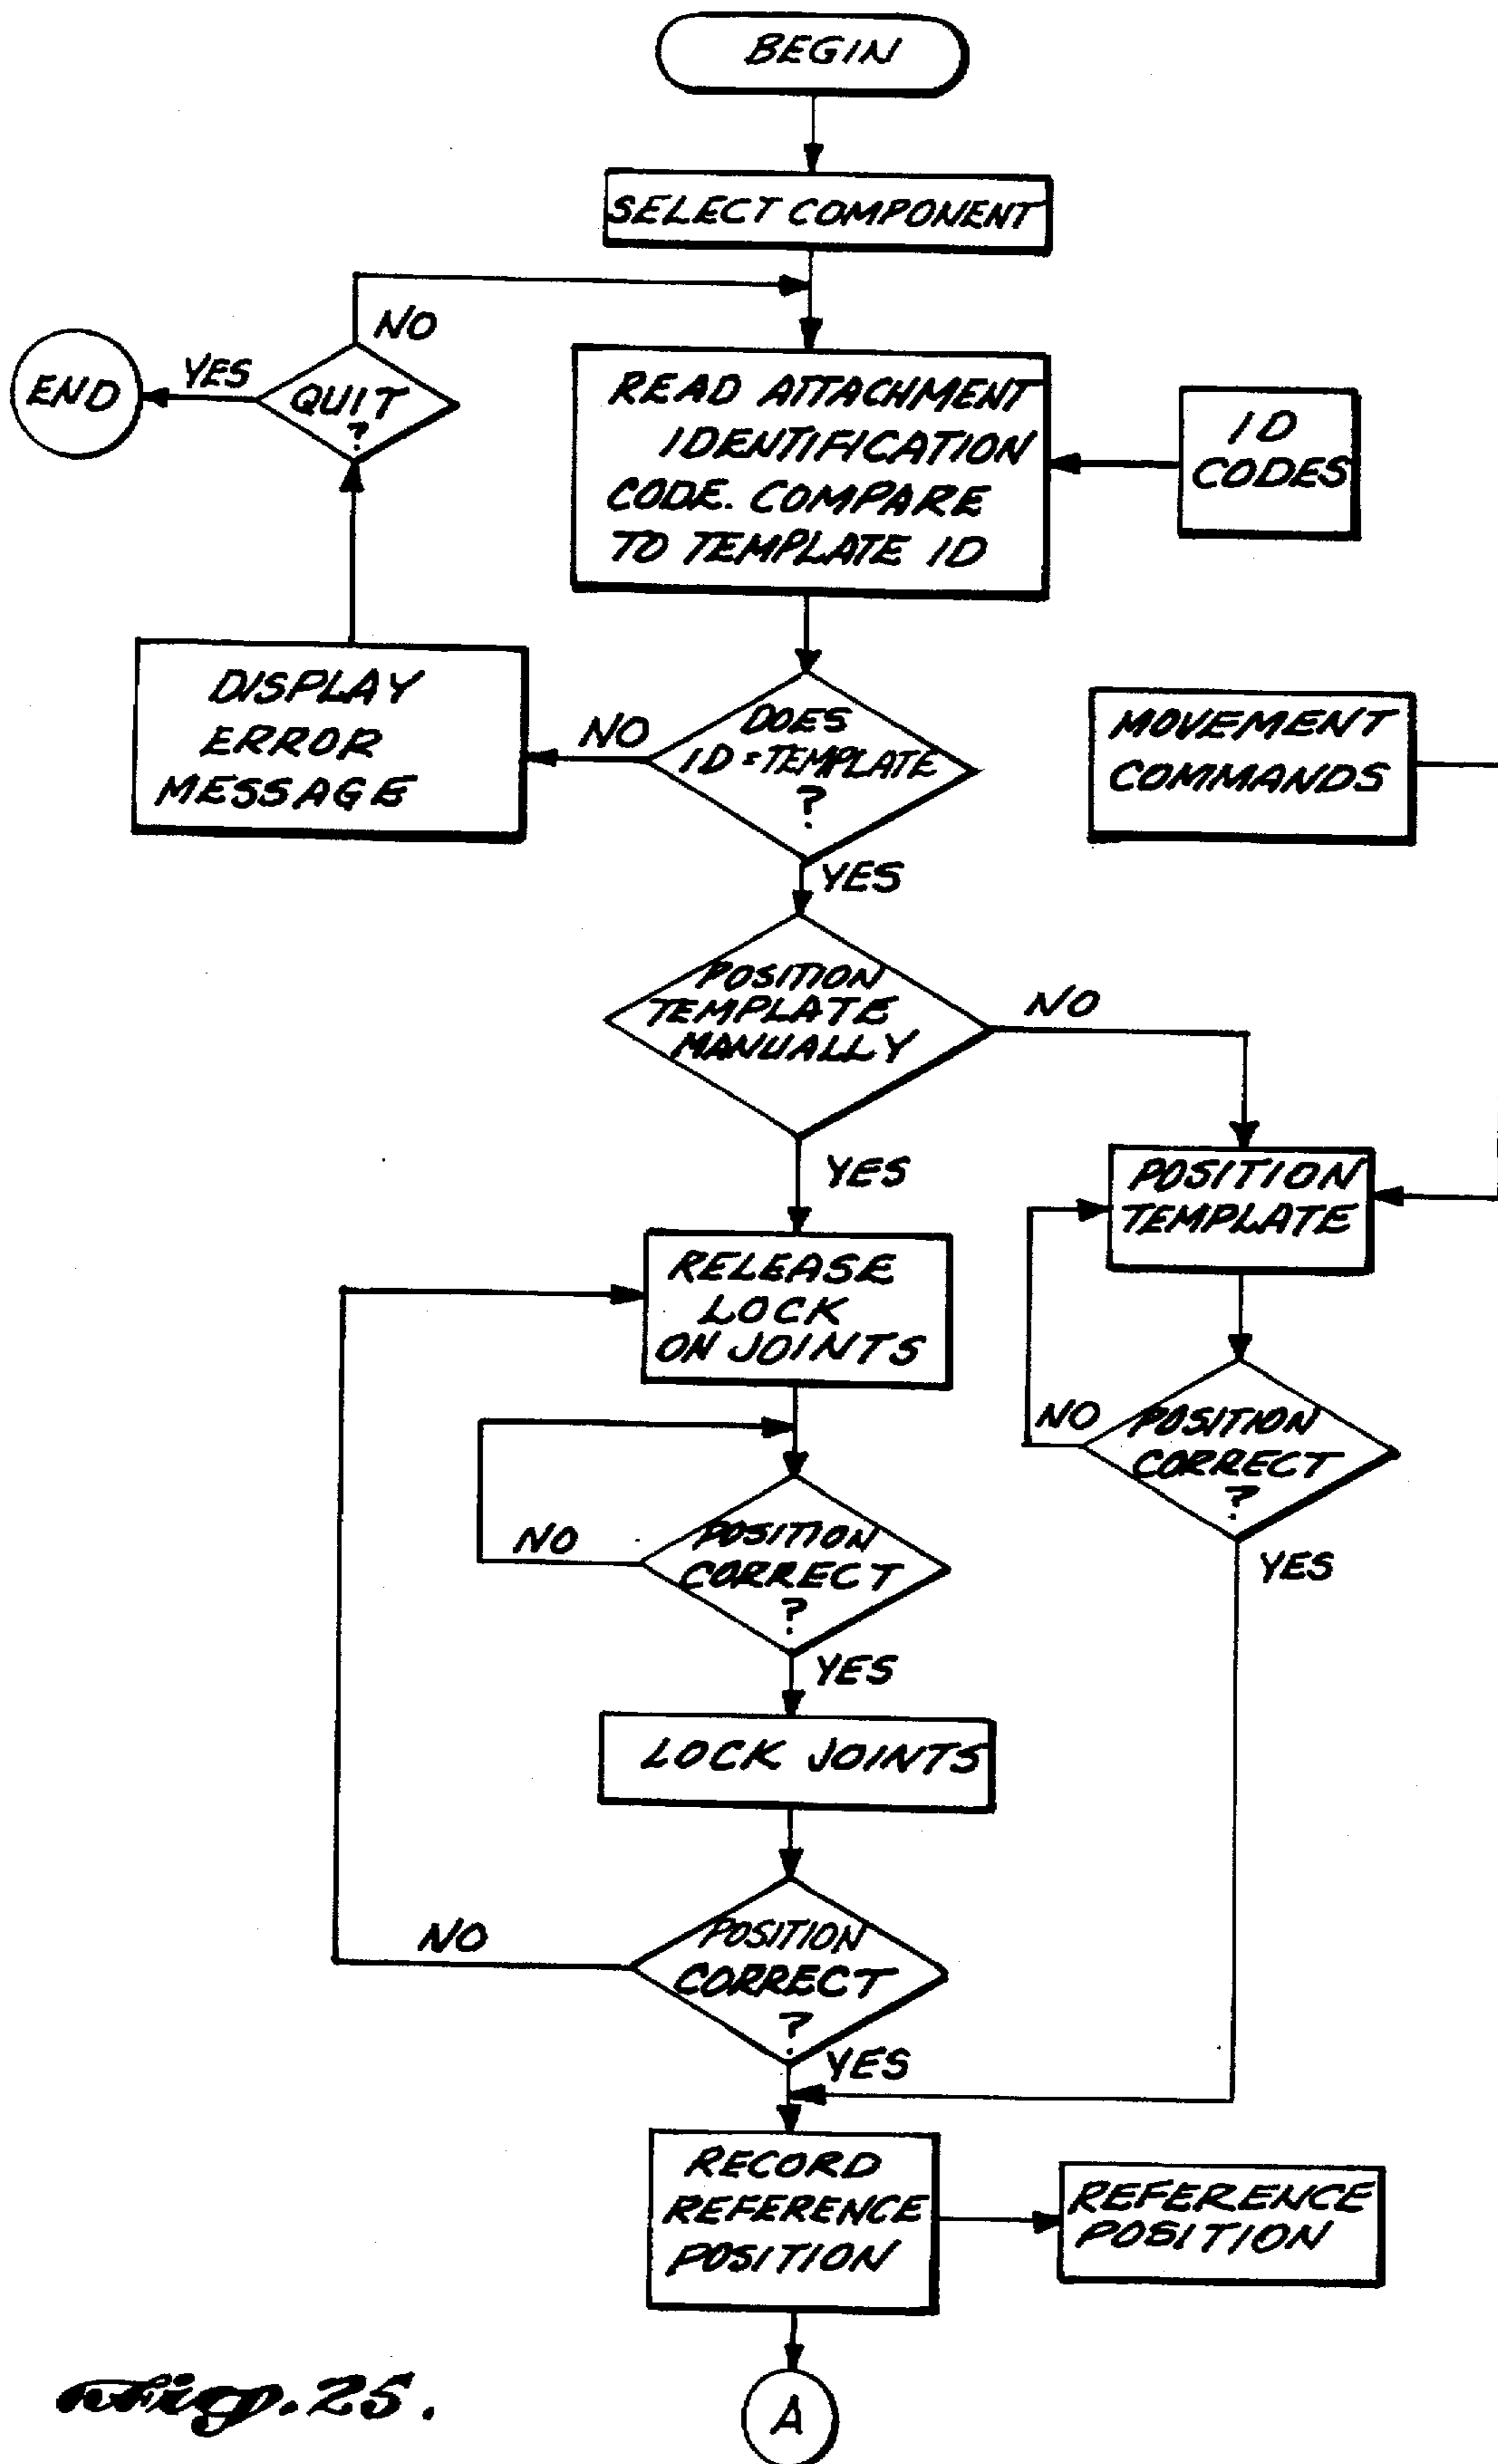 BEGIN
SELECT COMPONENT
NO
YES
END
QUIT
?
READ ATTACHMENT
IDENTIFICATION
CODE. COMPARE
TO TEMPLATE ID
ID
CODES
DISPLAY
ERROR
MESSAGE
NO
DOES
ID = TEMPLATE
?
MOVEMENT
COMMANDS
YES
POSITION
TEMPLATE
MANUALLY
NO
YES
POSITION
TEMPLATE
RELEASE
LOCK
ON JOINTS
NO
POSITION
CORRECT
?
YES
NO
POSITION
CORRECT
?
YES
LOCK JOINTS
NO
POSITION
CORRECT
?
YES
RECORD
REFERENCE
POSITION
REFERENCE
POSITION
A
Fig. 25.